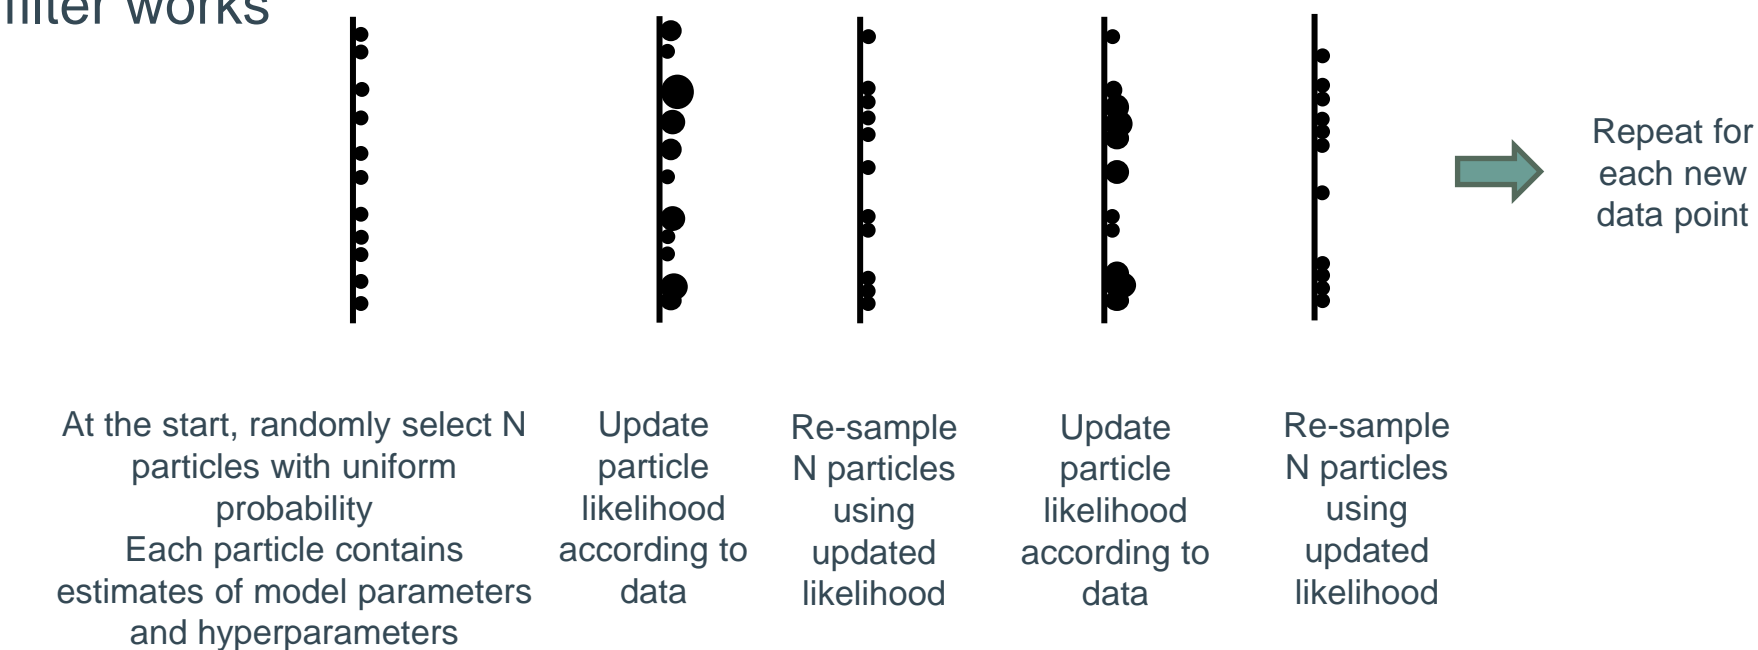 filter works
At the start, randomly select N
particles with uniform
probability
Each particle contains
estimates of model parameters
and hyperparameters
Update
particle
likelihood
according to
data
Re-sample
N particles
using
updated
likelihood
Update
particle
likelihood
according to
data
Re-sample
N particles
using
updated
likelihood
Repeat for
each new
data point